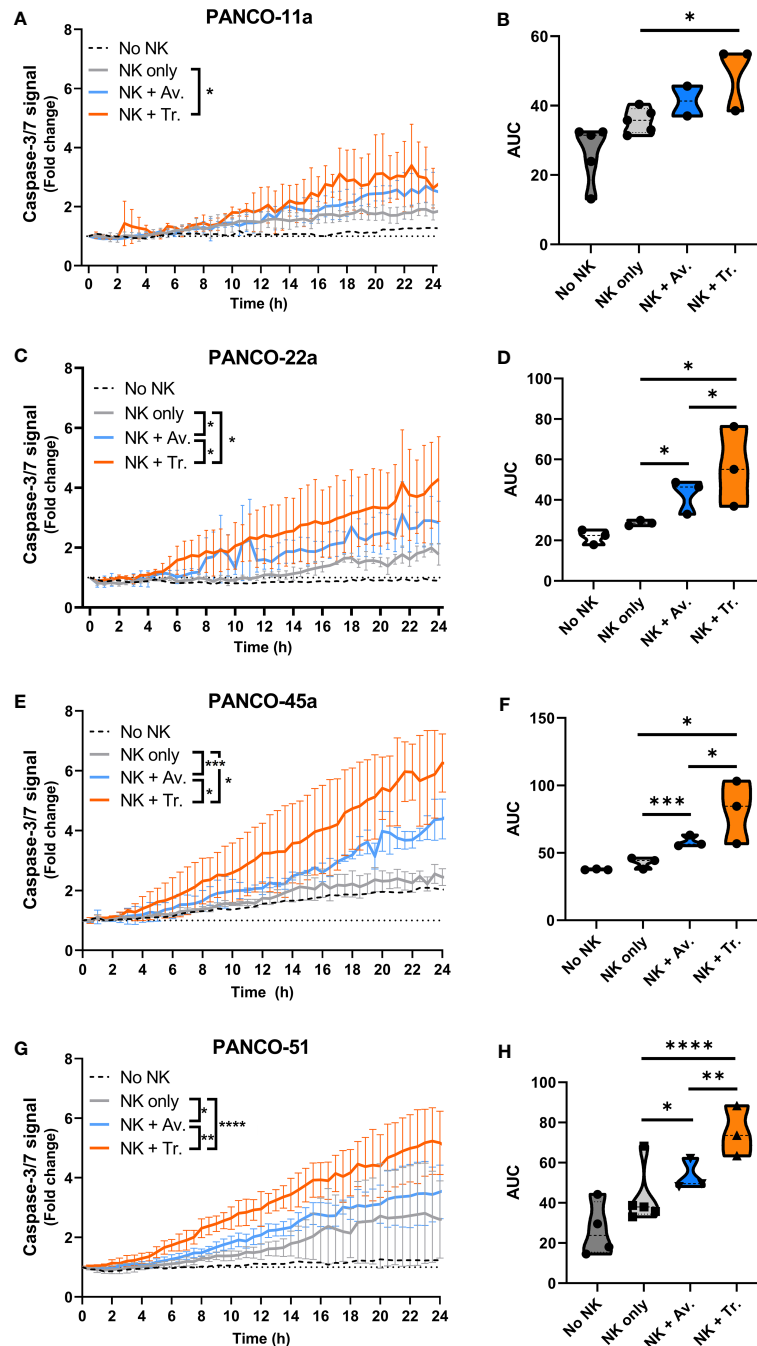 A
PANCO-11a
Caspase-3/7 signal
(Fold change)
8
6
4
2
0
No NK
NK only
NK + Av.
NK + Tr.
*
0 2 4 6 8 10 12 14 16 18 20 22 24
Time (h)
B
*
AUC
60
40
20
0
No NK
NK only
NK + Av.
NK + Tr.
C
PANCO-22a
Caspase-3/7 signal
(Fold change)
8
6
4
2
0
No NK
NK only
NK + Av.
NK + Tr.
*
*
*
0 2 4 6 8 10 12 14 16 18 20 22 24
Time (h)
D
*
*
*
AUC
100
80
60
40
20
0
No NK
NK only
NK + Av.
NK + Tr.
E
PANCO-45a
Caspase-3/7 signal
(Fold change)
8
6
4
2
0
No NK
NK only
NK + Av.
NK + Tr.
***
*
*
0 2 4 6 8 10 12 14 16 18 20 22 24
Time (h)
F
*
*
***
AUC
150
100
50
0
No NK
NK only
NK + Av.
NK + Tr.
G
PANCO-51
Caspase-3/7 signal
(Fold change)
8
6
4
2
0
No NK
NK only
NK + Av.
NK + Tr.
*
**
****
0 2 4 6 8 10 12 14 16 18 20 22 24
Time (h)
H
****
**
*
AUC
100
80
60
40
20
0
No NK
NK only
NK + Av.
NK + Tr.